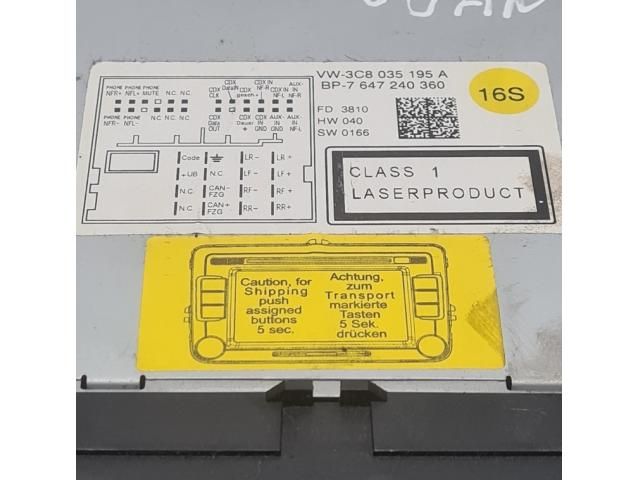 PHONE PHONE PHONE
NFR+ NFL+ MUTE N.C. N.C.
CDX CLK
CDX DataIN
gesch+
CDX IN NF-R
CDX IN NF-L
AUX-IN NF-R
PHONE PHONE
NFR- NFL- N.C. N.C. N.C.
CDX Data OUT
CDX Dauer +
CDX IN GND
AUX IN GND
AUX-IN NF-L
Code LR- LR+
+UB N.C. LF- LF+
N.C. CAN- FZG RF- RF+
N.C. CAN+ FZG RR- RR+
VW-3C8 035 195 A
BP-7 647 240 360
FD 3810
HW 040
SW 0166
16S
CLASS 1
LASERPRODUCT
Caution, for
Shipping
push
assigned
buttons
5 sec.
Achtung,
zum
Transport
markierte
Tasten
5 Sek.
drücken